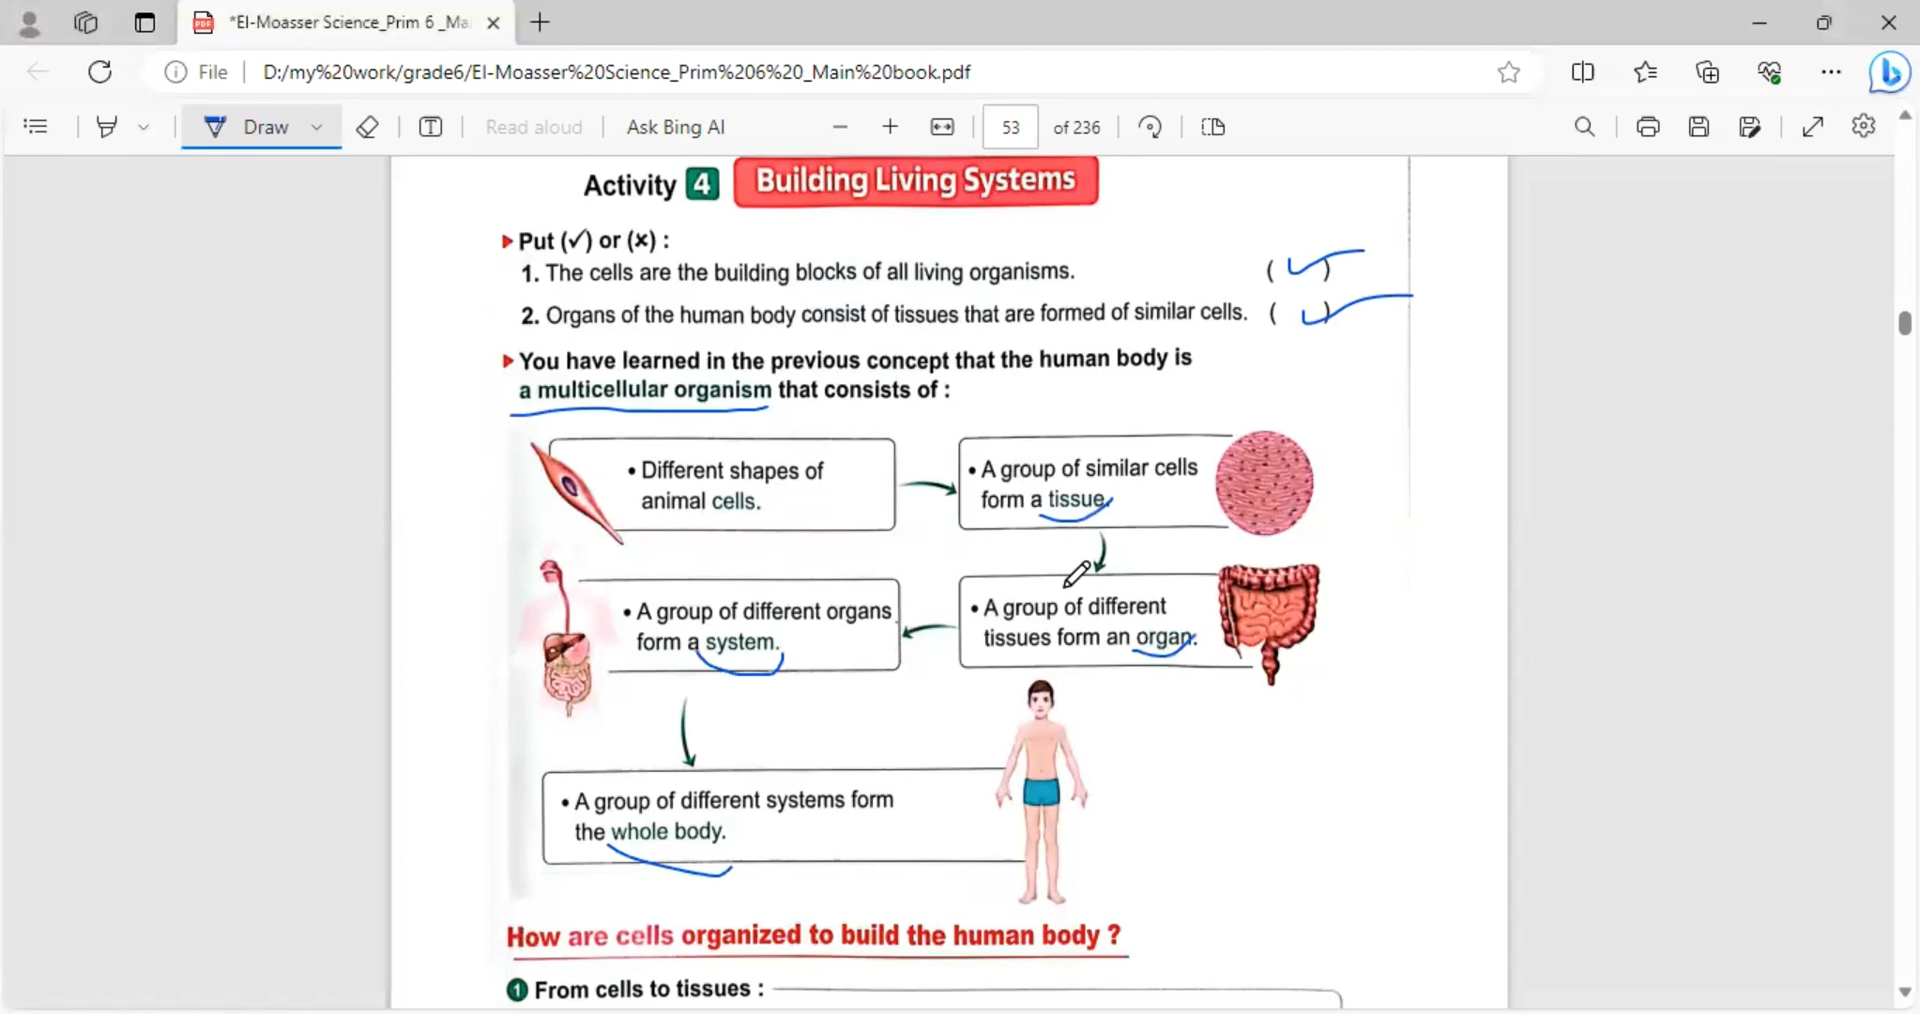 *El-Moasser Science_Prim 6 _Ma
File
D:/my%20work/grade6/El-Moasser%20Science_Prim%206%20_Main%20book.pdf
Draw
Read aloud
Ask Bing AI
53
of 236
Activity 4 Building Living Systems
Put (✓) or (×) :
1. The cells are the building blocks of all living organisms. ( ✓ )
2. Organs of the human body consist of tissues that are formed of similar cells. ( ✓ )
You have learned in the previous concept that the human body is
a multicellular organism that consists of :
• Different shapes of
animal cells.
• A group of similar cells
form a tissue.
• A group of different
tissues form an organ.
• A group of different organs
form a system.
• A group of different systems form
the whole body.
How are cells organized to build the human body ?
1 From cells to tissues :